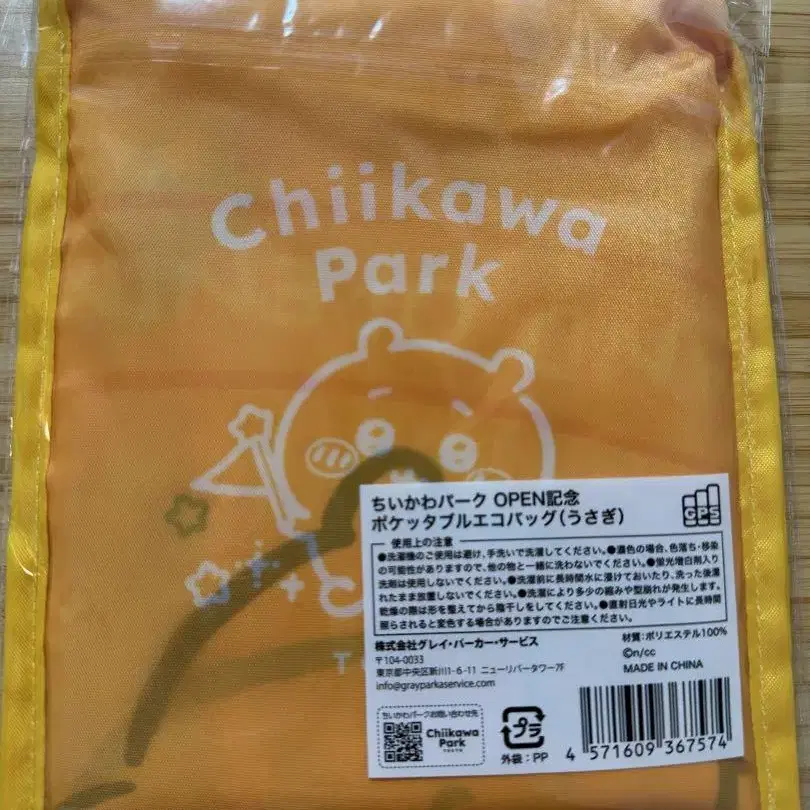 Chiikawa
Park
ちいかわパーク OPEN記念
ポケッタブルエコバッグ(うさぎ)
GPS
使用上の注意
●洗濯機のご使用は避け、手洗いで洗濯してください。●濃色の場合、色落ち・移染
の可能性がありますので、他の物と一緒に洗わないでください。●蛍光増白剤入り
洗剤は使用しないでください。●洗濯前に長時間水に浸けておいたり、洗った後濡
れたまま放置しないでください。●洗濯により多少の縮みや型崩れが発生します。
乾燥の際は形を整えてから陰干しをしてください。●直射日光やライトに長時間
照らされると変色する場合がありますのでご注意ください。
株式会社グレイ・パーカー・サービス
〒104-0033
東京都中央区新川1-6-11 ニューリバータワー7F
info@grayparkaservice.com
材質:ポリエステル100%
©n/cc
MADE IN CHINA
ちいかわパークお問い合わせ先
Chiikawa
Park
TOKYO
プラ
外袋:PP
4 571609 367574